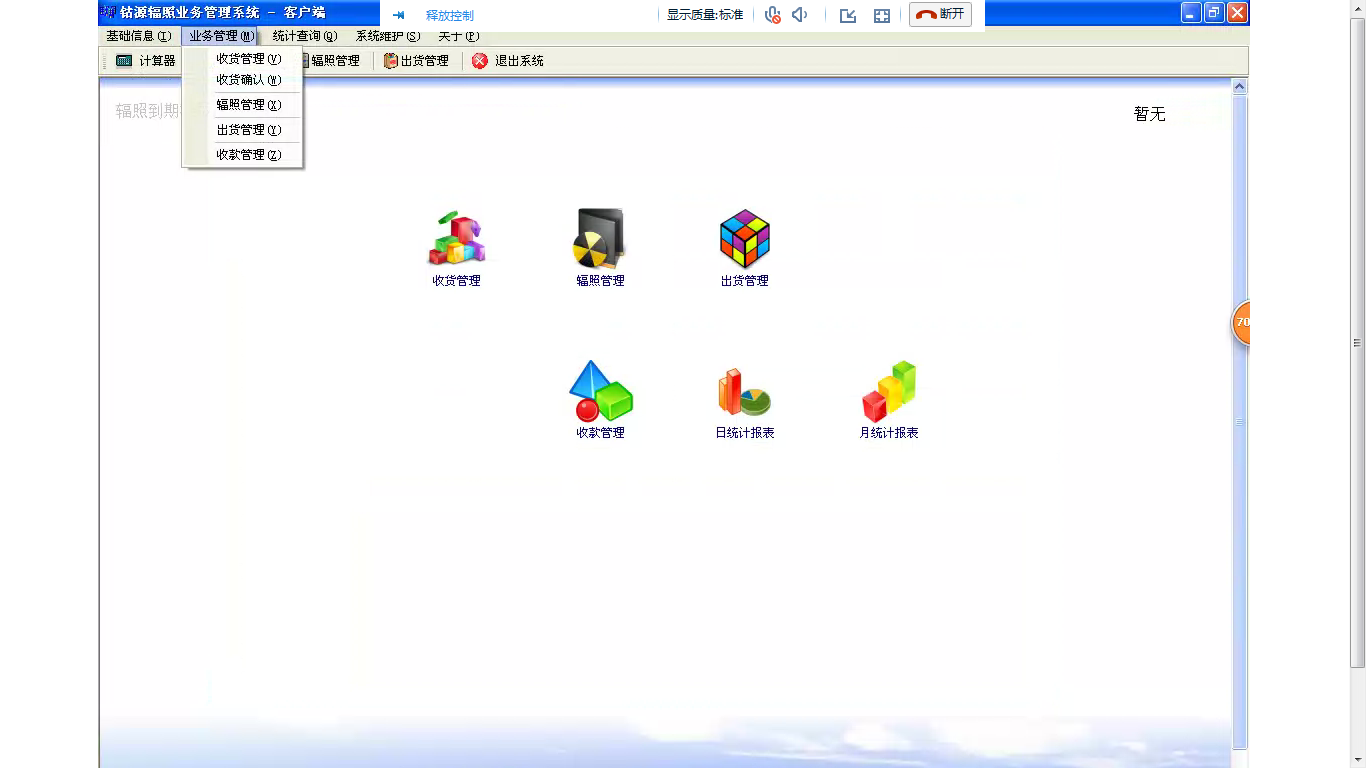 钴源辐照业务管理系统 - 客户端
释放控制
显示质量:标准
断开
基础信息(I) 业务管理(M) 统计查询(Q) 系统维护(S) 关于(P)
计算器
辐照管理
出货管理
退出系统
收货管理(V)
收货确认(W)
辐照管理(X)
出货管理(Y)
收款管理(Z)
辐照到期
暂无
收货管理
辐照管理
出货管理
70
收款管理
日统计报表
月统计报表